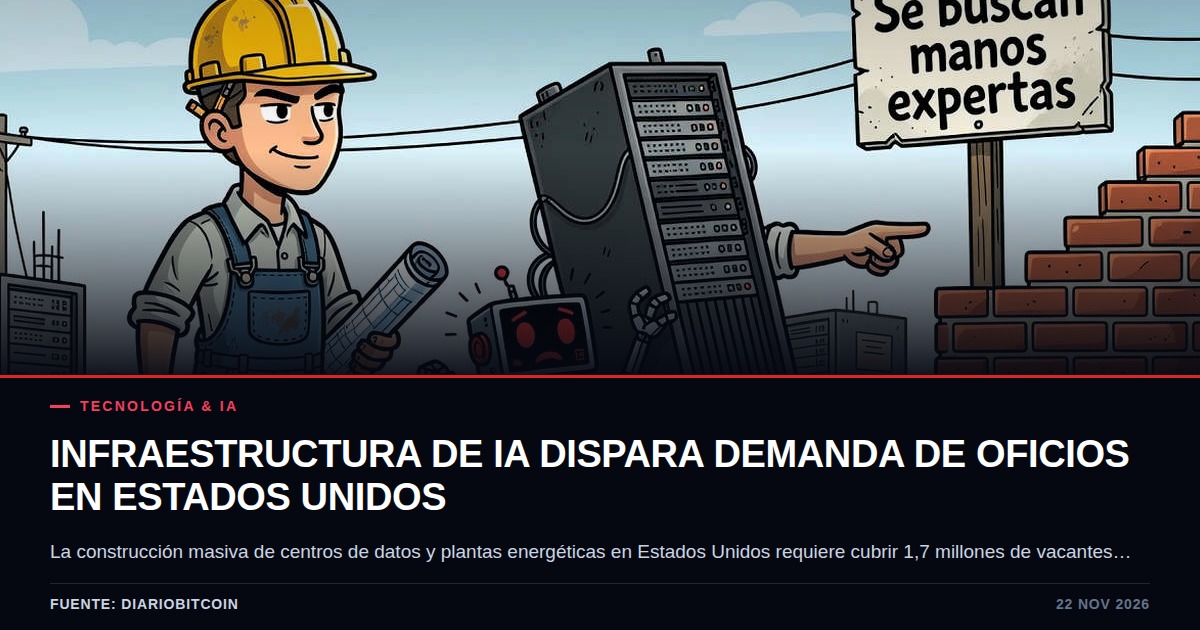 Se buscan
manos
expertas
TECNOLOGÍA & IA
INFRAESTRUCTURA DE IA DISPARA DEMANDA DE OFICIOS
EN ESTADOS UNIDOS
La construcción masiva de centros de datos y plantas energéticas en Estados Unidos requiere cubrir 1,7 millones de vacantes…
FUENTE: DIARIOBITCOIN
22 NOV 2026